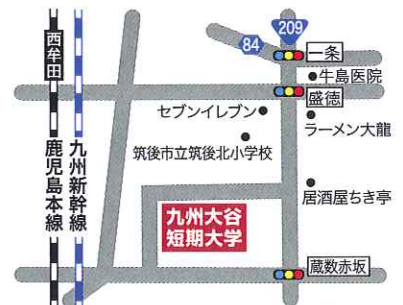 209
84
一条
牛島医院
盛徳
セブンイレブン
ラーメン大龍
筑後市立筑後北小学校
居酒屋ちき亭
九州大谷
短期大学
蔵数赤坂
西牟田
鹿児島本線
九州新幹線